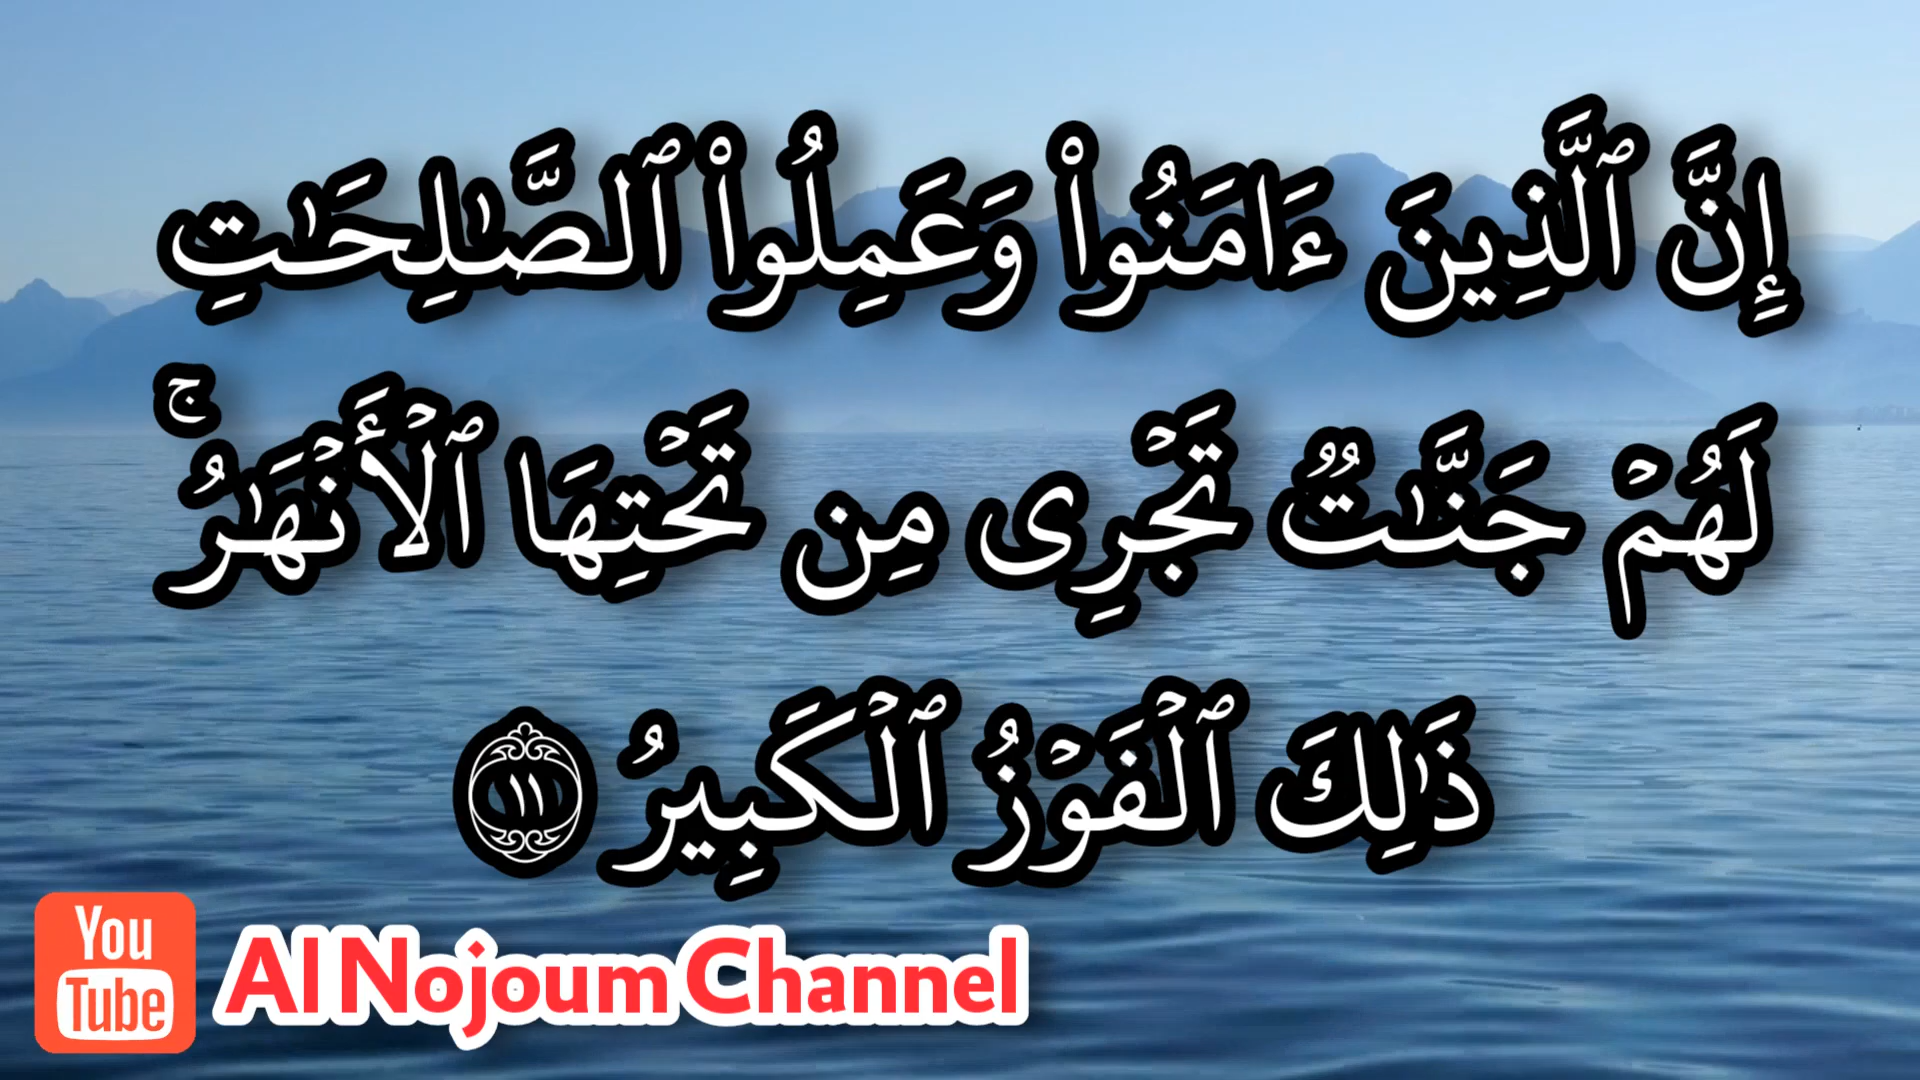 إِنَّ ٱلَّذِينَ ءَامَنُوا۟ وَعَمِلُوا۟ ٱلصَّـٰلِحَـٰتِ
لَهُمْ جَنَّـٰتٌ تَجْرِى مِن تَحْتِهَا ٱلْأَنْهَـٰرُ ۚ
ذَٰلِكَ ٱلْفَوْزُ ٱلْكَبِيرُ ١١
You
Tube
Al Nojoum Channel